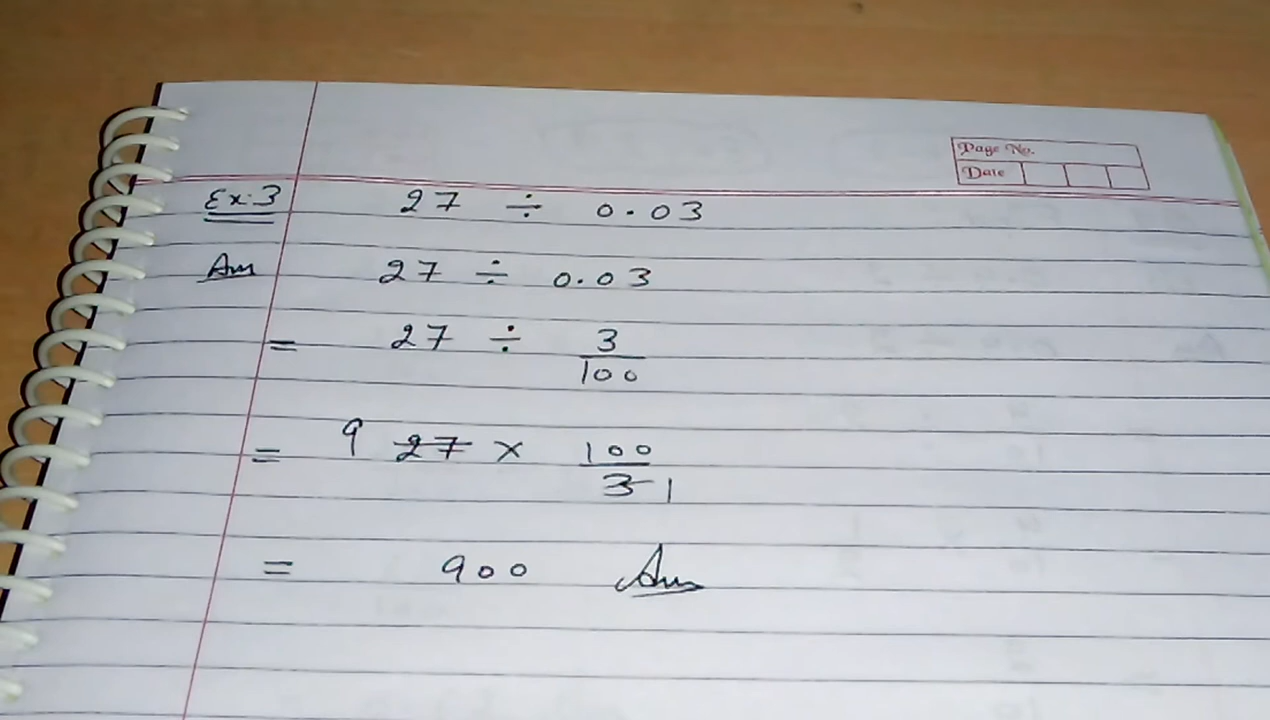 Page No.
Date
Ex:3 27 ÷ 0.03
Ans 27 ÷ 0.03
= 27 ÷ 3/100
= 9 27 × 100/3 1
= 900 Ans